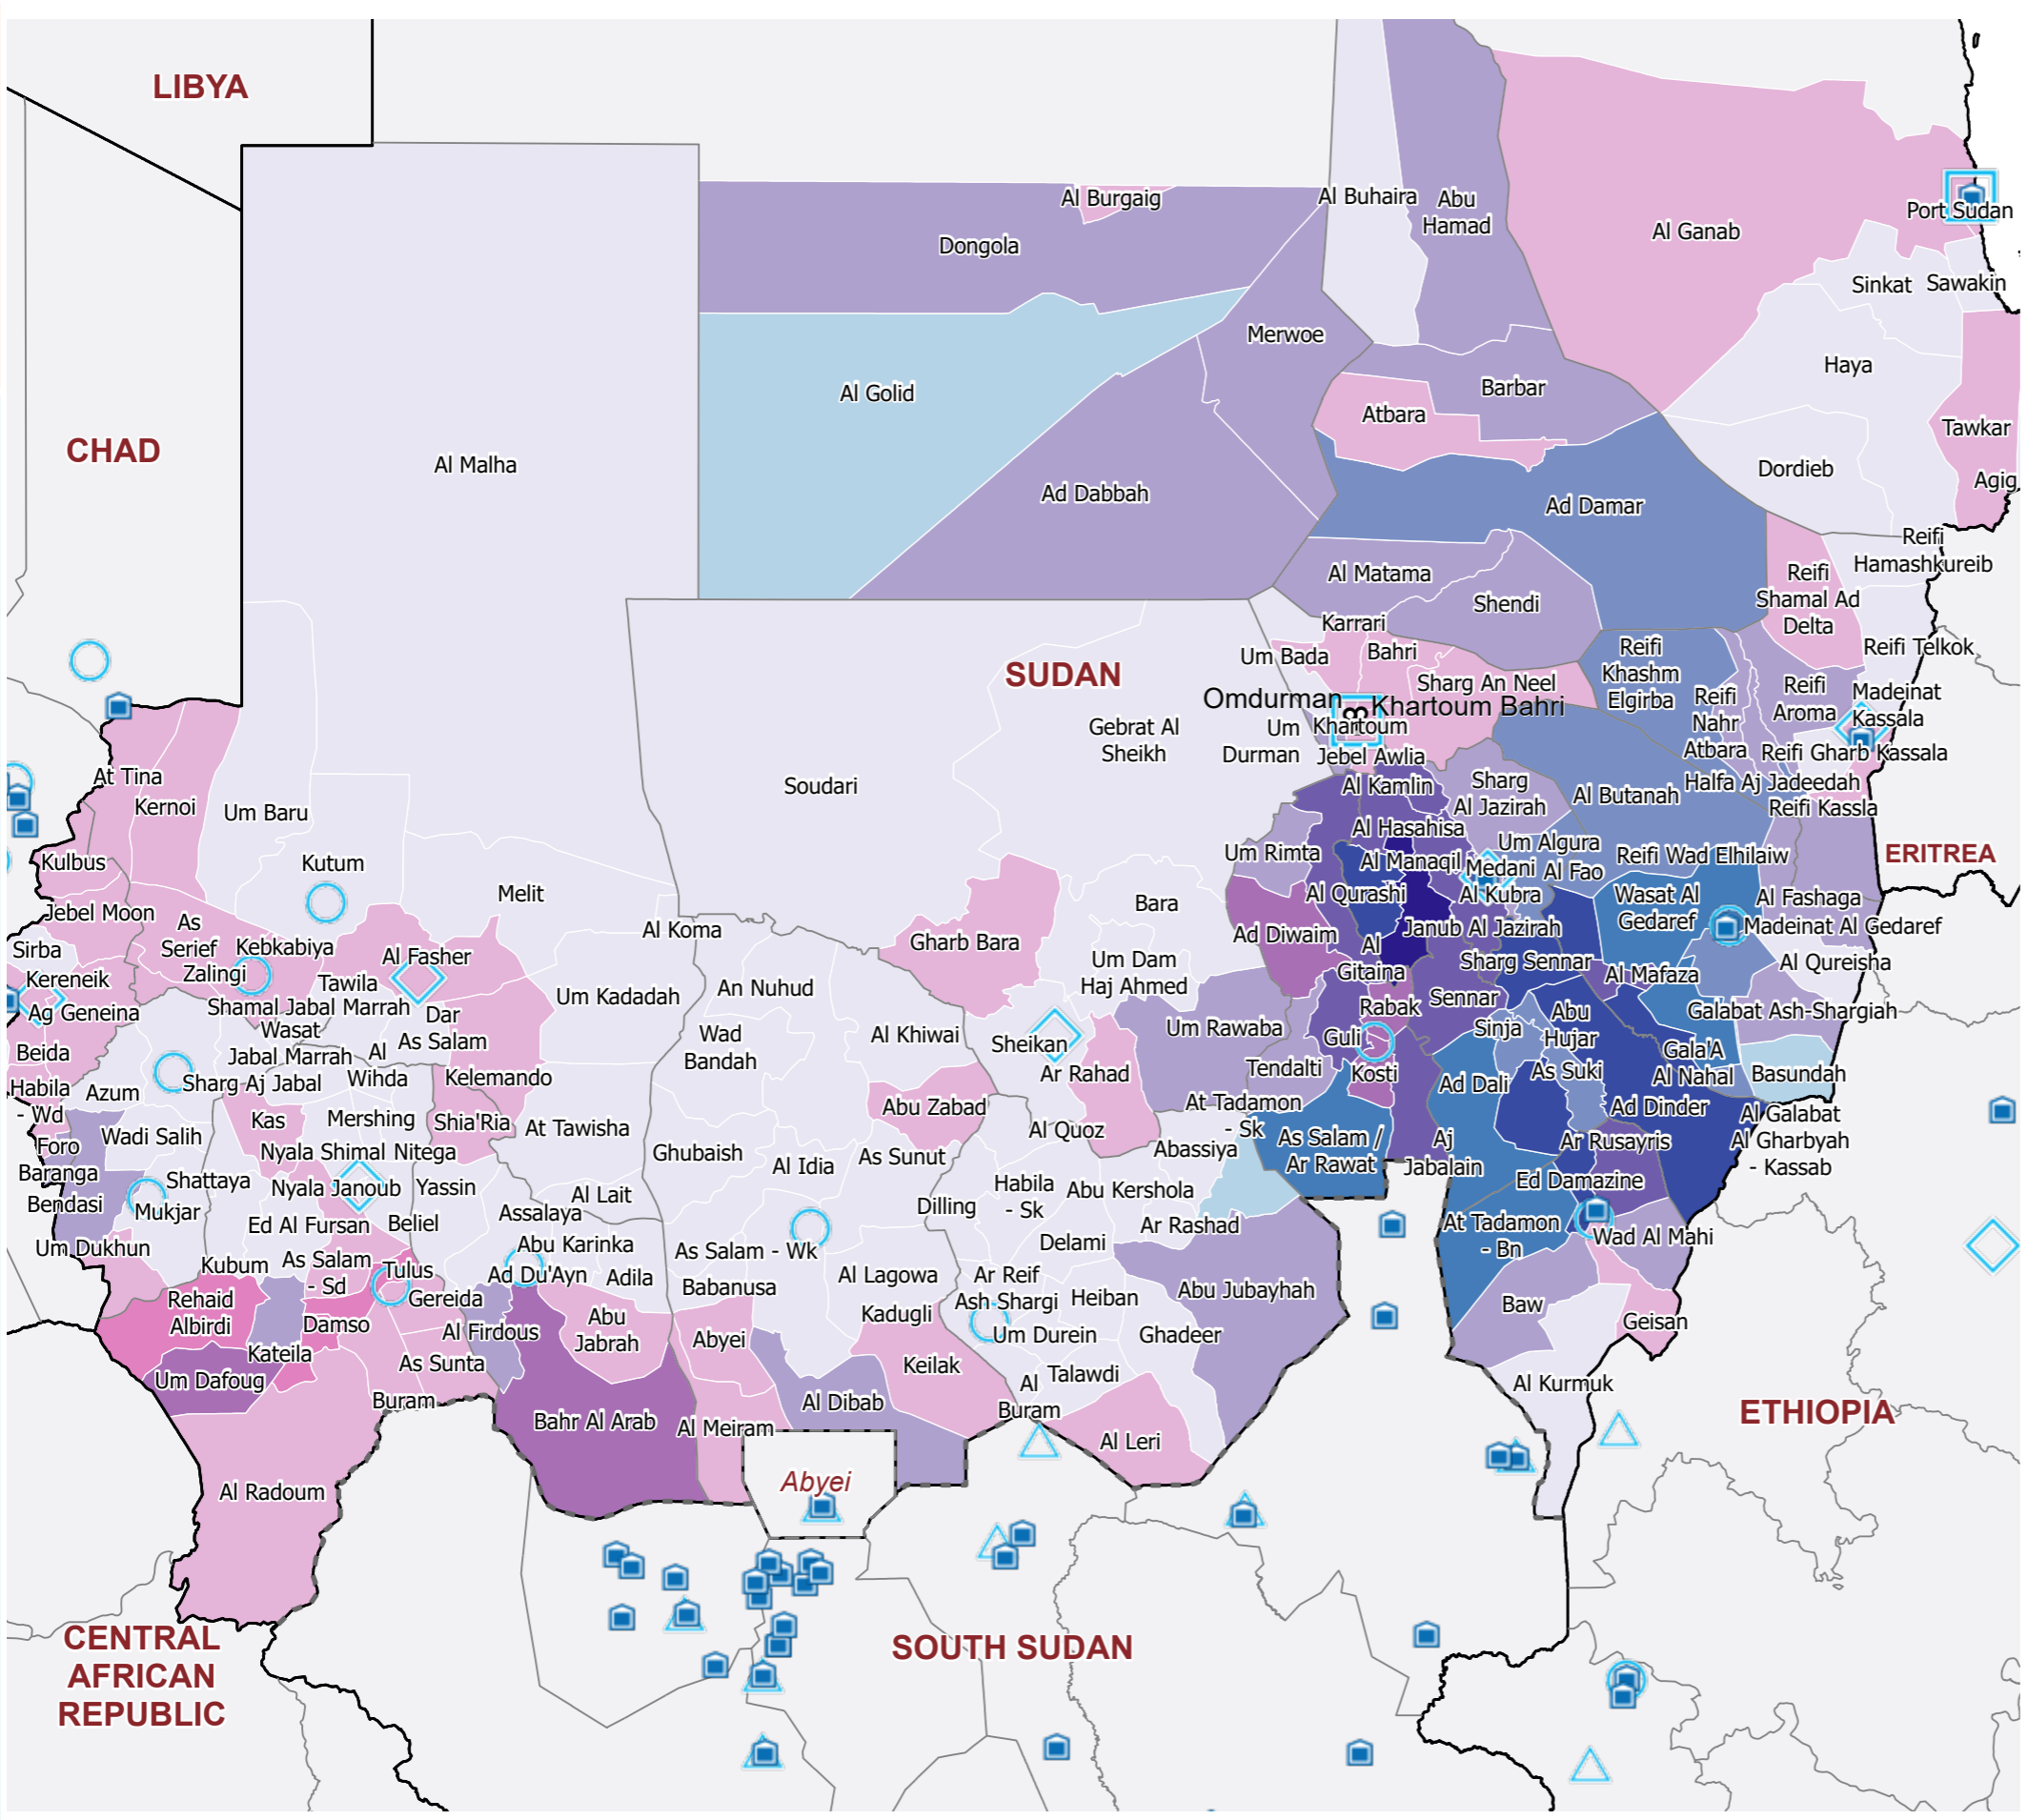 LIBYA
Al Burgaig
Al Buhaira
Abu
Hamad
Port Sudan
Al Ganab
Dongola
Sinkat
Sawakin
Merwoe
Haya
Al Golid
Barbar
Atbara
Tawkar
CHAD
Al Malha
Dordieb
Agig
Ad Dabbah
Ad Damar
Reifi
Hamashkureib
Al Matama
Reifi
Shamal Ad
Delta
Shendi
Karrari
Reifi Telkok
Um Bada
Bahri
Reifi
Khashm
Elgirba
SUDAN
Sharg An Neel
Reifi
Aroma
Madeinat
Kassala
Omdurman
Khartoum Bahri
Reifi
Nahr
Atbara
Gebrat Al
Sheikh
Um
Durman
Khartoum
Jebel Awlia
Reifi Gharb Kassala
At Tina
Soudari
Al Kamlin
Sharg
Al Jazirah
Al Butanah
Halfa Aj Jadeedah
Kernoi
Um Baru
Reifi Kassla
Al Hasahisa
Um Algura
Kulbus
Kutum
Um Rimta
Al Manaqil
Medani
Al Kubra
Al Fao
Reifi Wad Elhilaiw
ERITREA
Melit
Al Qurashi
Wasat Al
Gedaref
Al Fashaga
Jebel Moon
Bara
As
Serief
Al Koma
Gharb Bara
Ad Diwaim
Janub Al Jazirah
Madeinat Al Gedaref
Sirba
Kebkabiya
Al Fasher
Al
Gitaina
Zalingi
Um Dam
Haj Ahmed
Sharg Sennar
Al Qureisha
Kereneik
Tawila
An Nuhud
Al Mafaza
Um Kadadah
Ag Geneina
Shamal Jabal Marrah
Dar
As Salam
Rabak
Sennar
Abu
Hujar
Galabat Ash-Shargiah
Wasat
Jabal Marrah
Al Khiwai
Um Rawaba
Sinja
Wad
Bandah
Sheikan
Guli
Beida
Al
Wihda
Gala'A
Al Nahal
Tendalti
Basundah
Kelemando
Ar Rahad
Kosti
As Suki
Habila
- Wd
Azum
Sharg Aj Jabal
Ad Dali
At Tadamon
- Sk
Abu Zabad
Ad Dinder
Al Galabat
Al Gharbyah
- Kassab
Kas
Mershing
Shia'Ria
At Tawisha
Al Quoz
Wadi Salih
Foro
Baranga
Nyala Shimal
Nitega
Ghubaish
As Sunut
Abassiya
As Salam /
Ar Rawat
Aj
Jabalain
Ar Rusayris
Al Idia
Shattaya
Nyala Janoub
Yassin
Habila
- Sk
Abu Kershola
Ed Damazine
Bendasi
Mukjar
Al Lait
Dilling
Assalaya
Ed Al Fursan
Beliel
Ar Rashad
At Tadamon
- Bn
Wad Al Mahi
Um Dukhun
Abu Karinka
As Salam - Wk
Delami
Kubum
As Salam
- Sd
Tulus
Ad Du'Ayn
Adila
Babanusa
Al Lagowa
Ar Reif
Ash Shargi
Heiban
Abu Jubayhah
Rehaid
Albirdi
Gereida
Baw
Geisan
Damso
Al Firdous
Abu
Jabrah
Abyei
Kadugli
Um Durein
Ghadeer
Kateila
As Sunta
Keilak
Um Dafoug
Talawdi
Al
Buram
Al Kurmuk
Buram
Bahr Al Arab
Al Dibab
Al Meiram
Al Leri
ETHIOPIA
Al Radoum
Abyei
CENTRAL
AFRICAN
REPUBLIC
SOUTH SUDAN